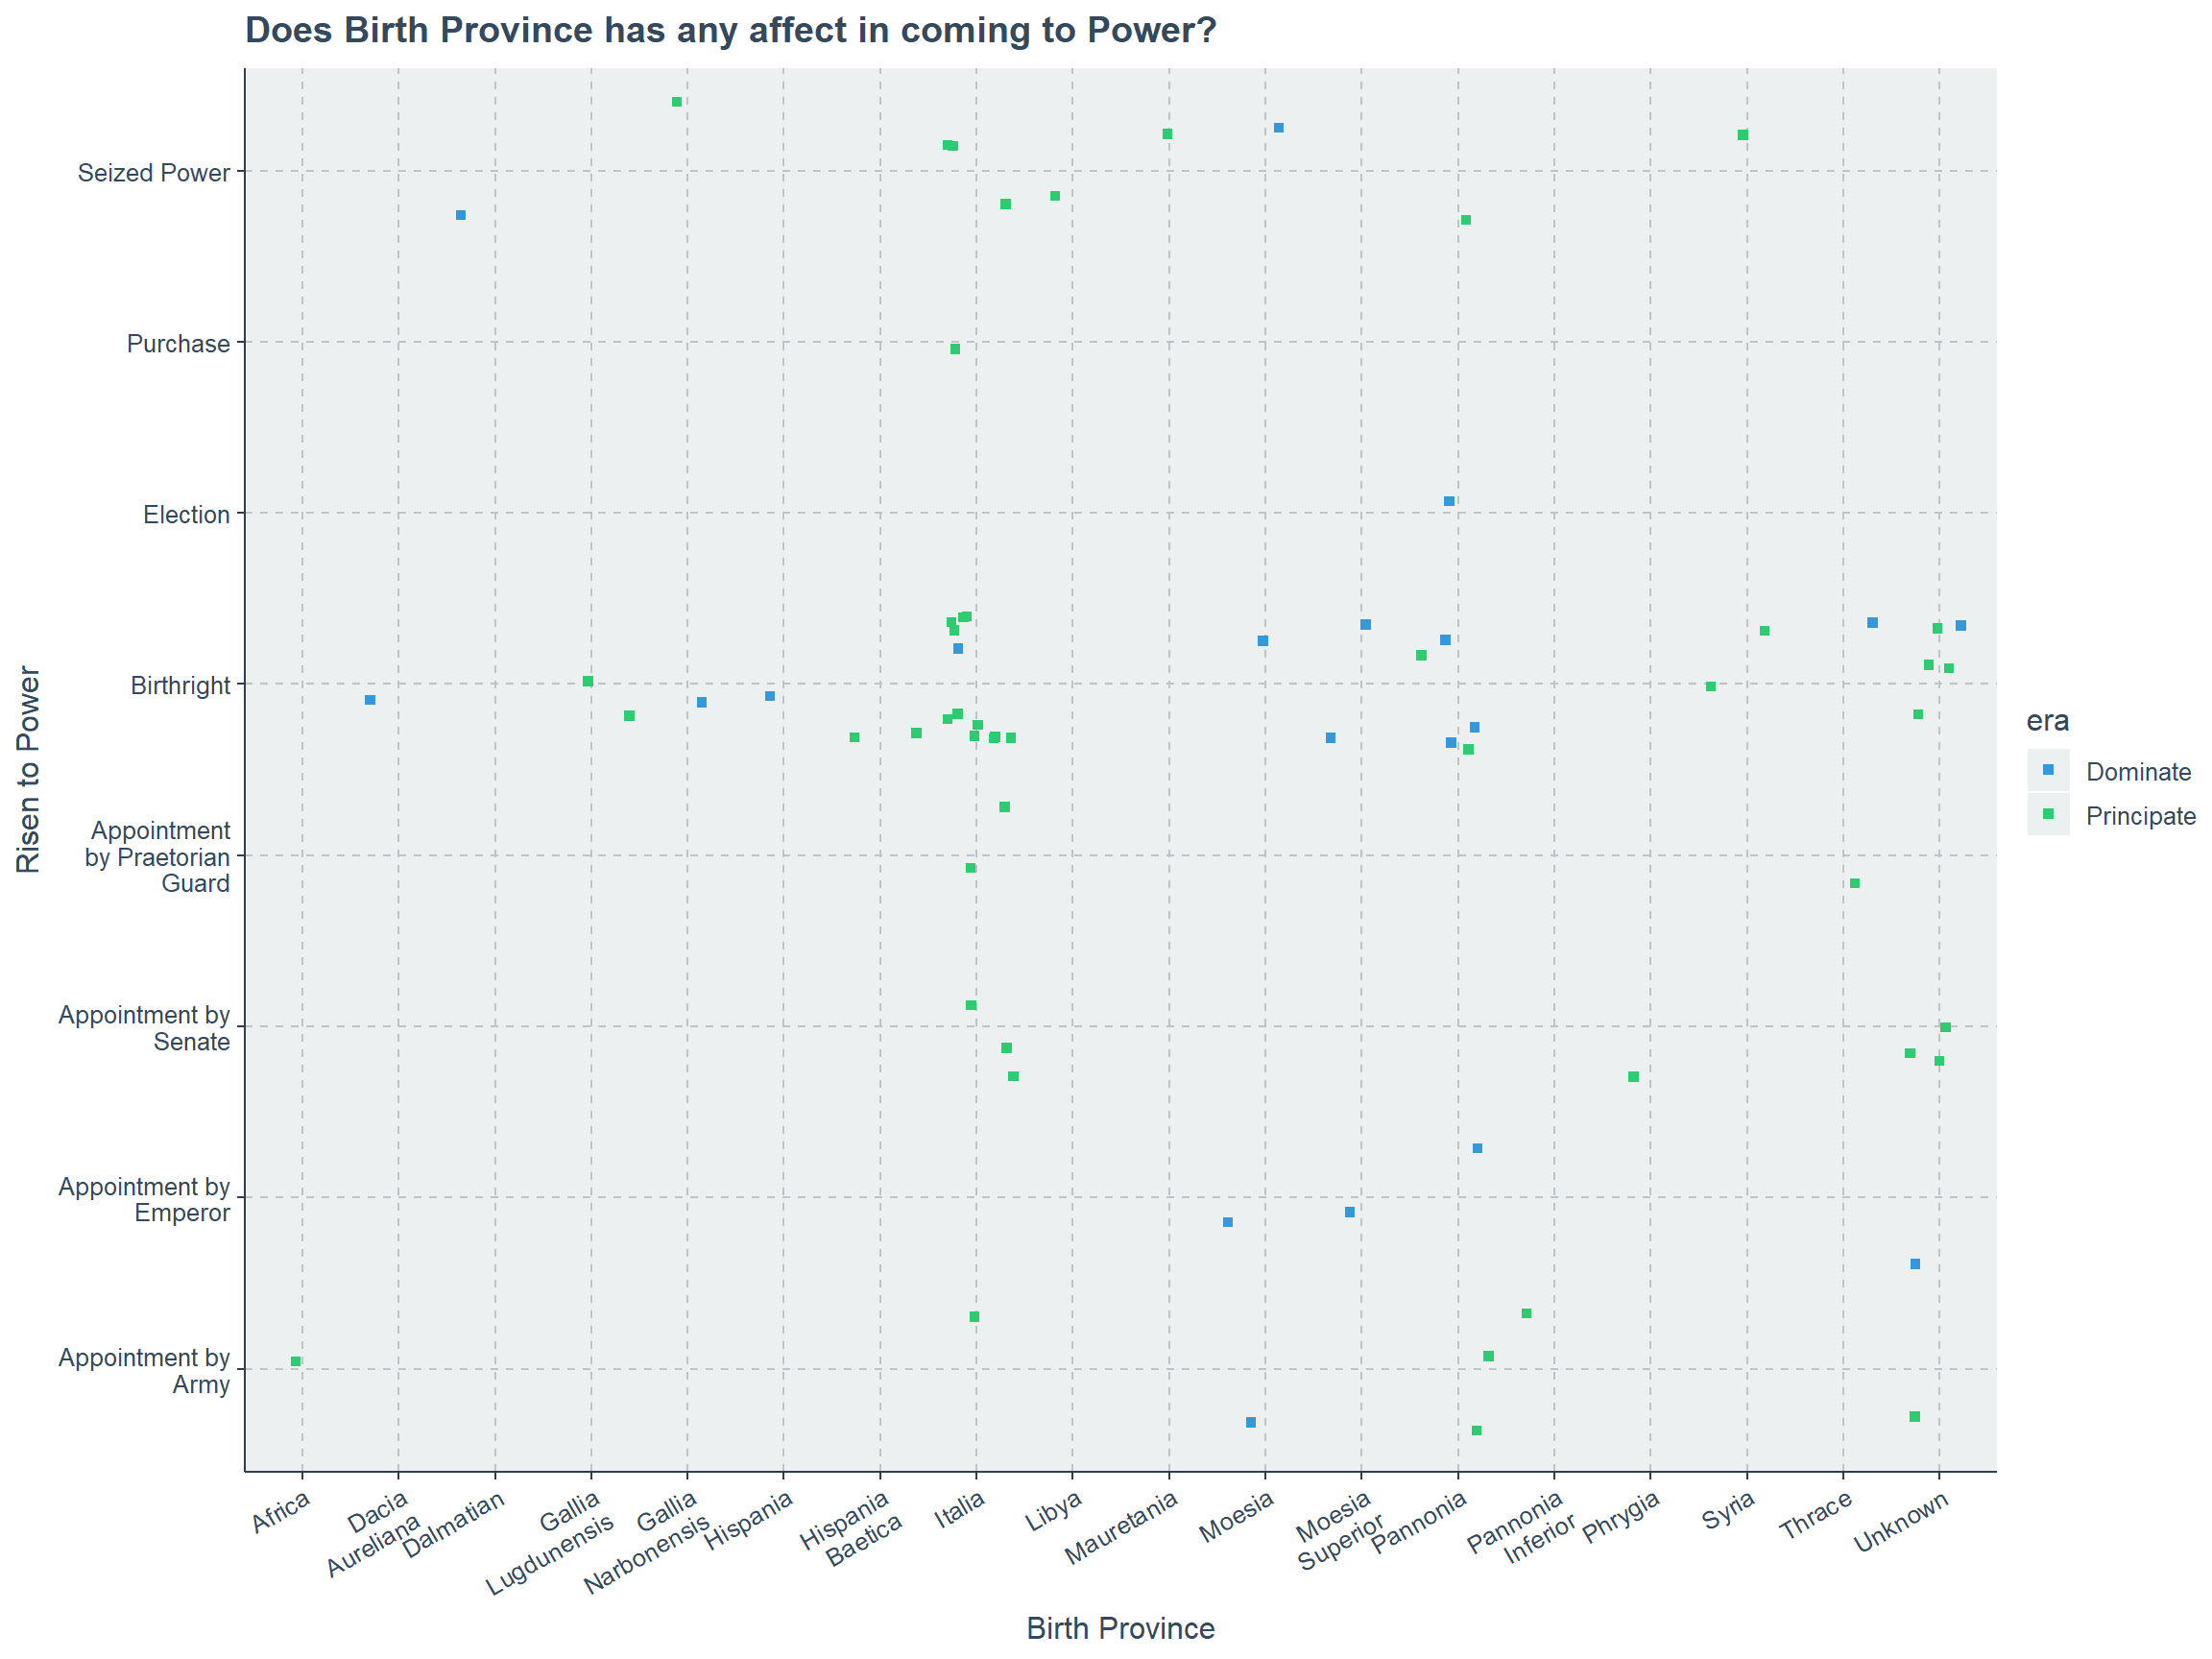 Does Birth Province has any affect in coming to Power?
Risen to Power
Seized Power
Purchase
Election
Birthright
Appointment
by Praetorian
Guard
Appointment by
Senate
Appointment by
Emperor
Appointment by
Army
Africa
Dacia
Aureliana
Dalmatian
Gallia
Lugdunensis
Gallia
Narbonensis
Hispania
Hispania
Baetica
Italia
Libya
Mauretania
Moesia
Moesia
Superior
Pannonia
Pannonia
Inferior
Phrygia
Syria
Thrace
Unknown
Birth Province
era
Dominate
Principate